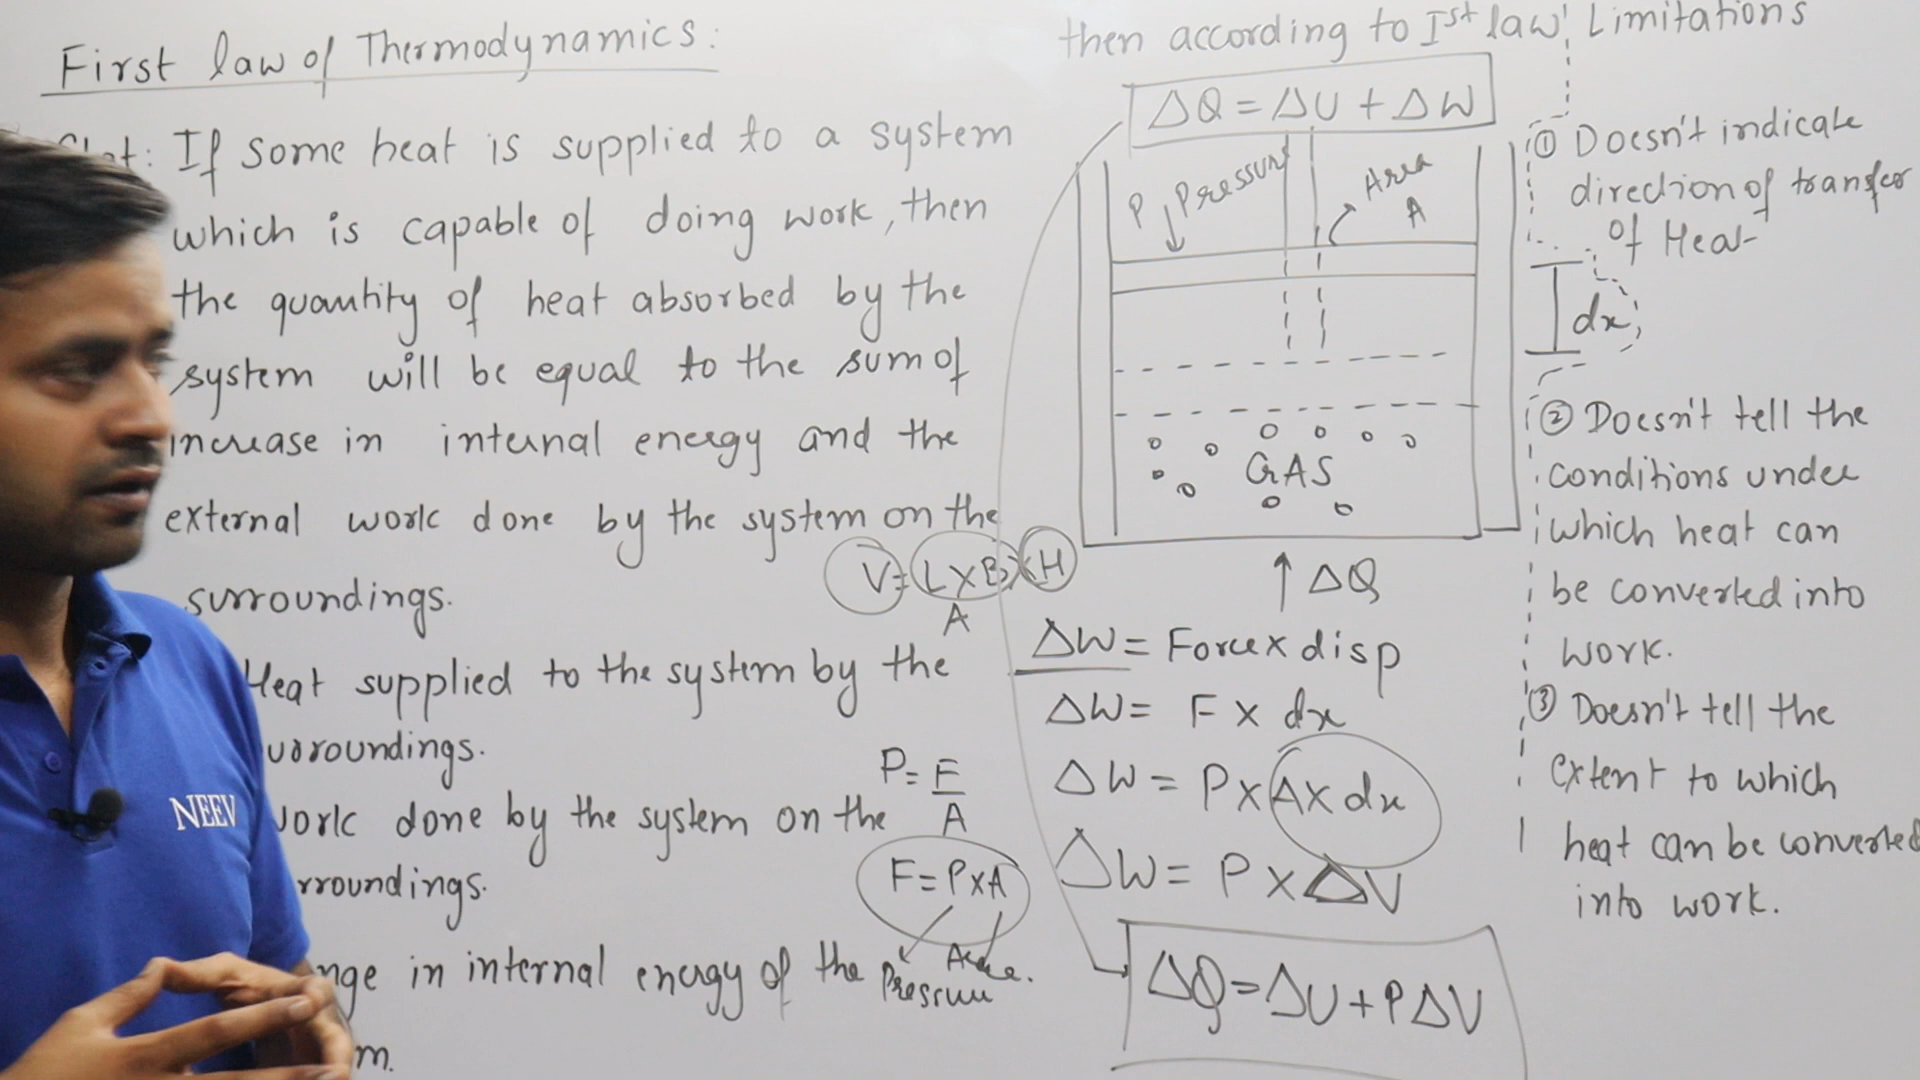 First law of Thermodynamics:
If some heat is supplied to a system
which is capable of doing work, then
the quantity of heat absorbed by the
system will be equal to the sum of
increase in internal energy and the
external work done by the system on the
surroundings.
Heat supplied to the system by the
surroundings.
work done by the system on the
in internal energy of the
V = L x B x H
A
P = F
A
F = P x A
Pressure
Area.
NEEV
then according to Ist law
ΔQ = ΔU + ΔW
P Pressure
Area
A
GAS
dx
↑ ΔQ
ΔW = Force x disp
ΔW = F x dx
ΔW = P x A x dx
ΔW = P x ΔV
ΔQ = ΔU + PΔV
Limitations
① Doesn't indicate
direction of transfer
of Heat
② Doesn't tell the
conditions under
which heat can
be converted into
work.
③ Doesn't tell the
extent to which
heat can be converted
into work.